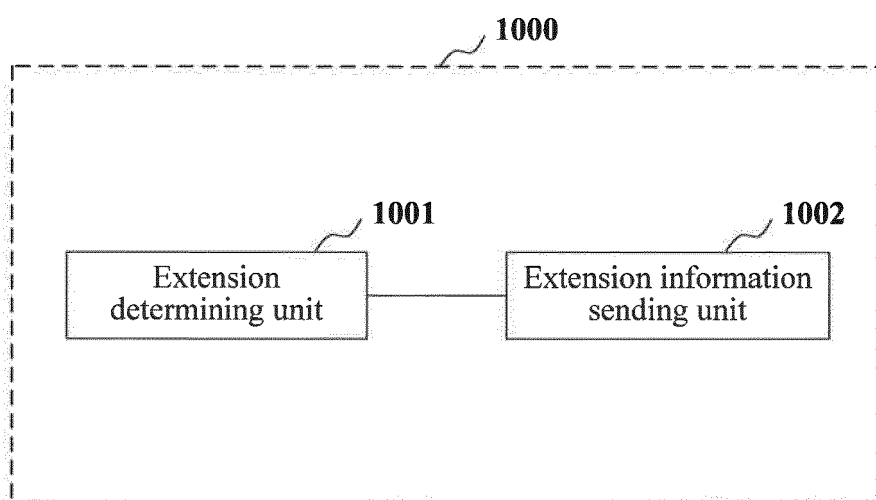 1000
1001
1002
Extension
determining unit
Extension information
sending unit